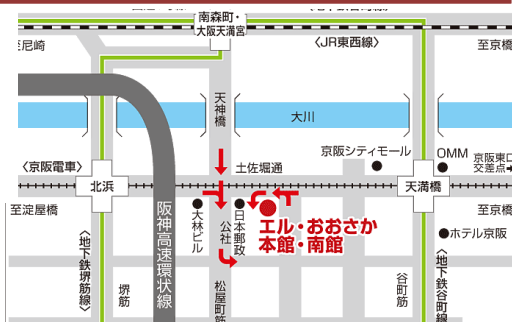 南森町・
大阪天満宮
〈JR東西線〉
至尼崎
至京橋
天神橋
大川
京阪シティモール
OMM
京阪東口
交差点
土佐堀通
〈京阪電車〉
北浜
天満橋
至淀屋橋
大林ビル
公社
日本郵政
エル・おおさか
本館・南館
至京橋
ホテル京阪
阪神高速環状線
〈地下鉄堺筋線〉
堺筋
松屋町筋
谷町筋
〈地下鉄谷町線〉